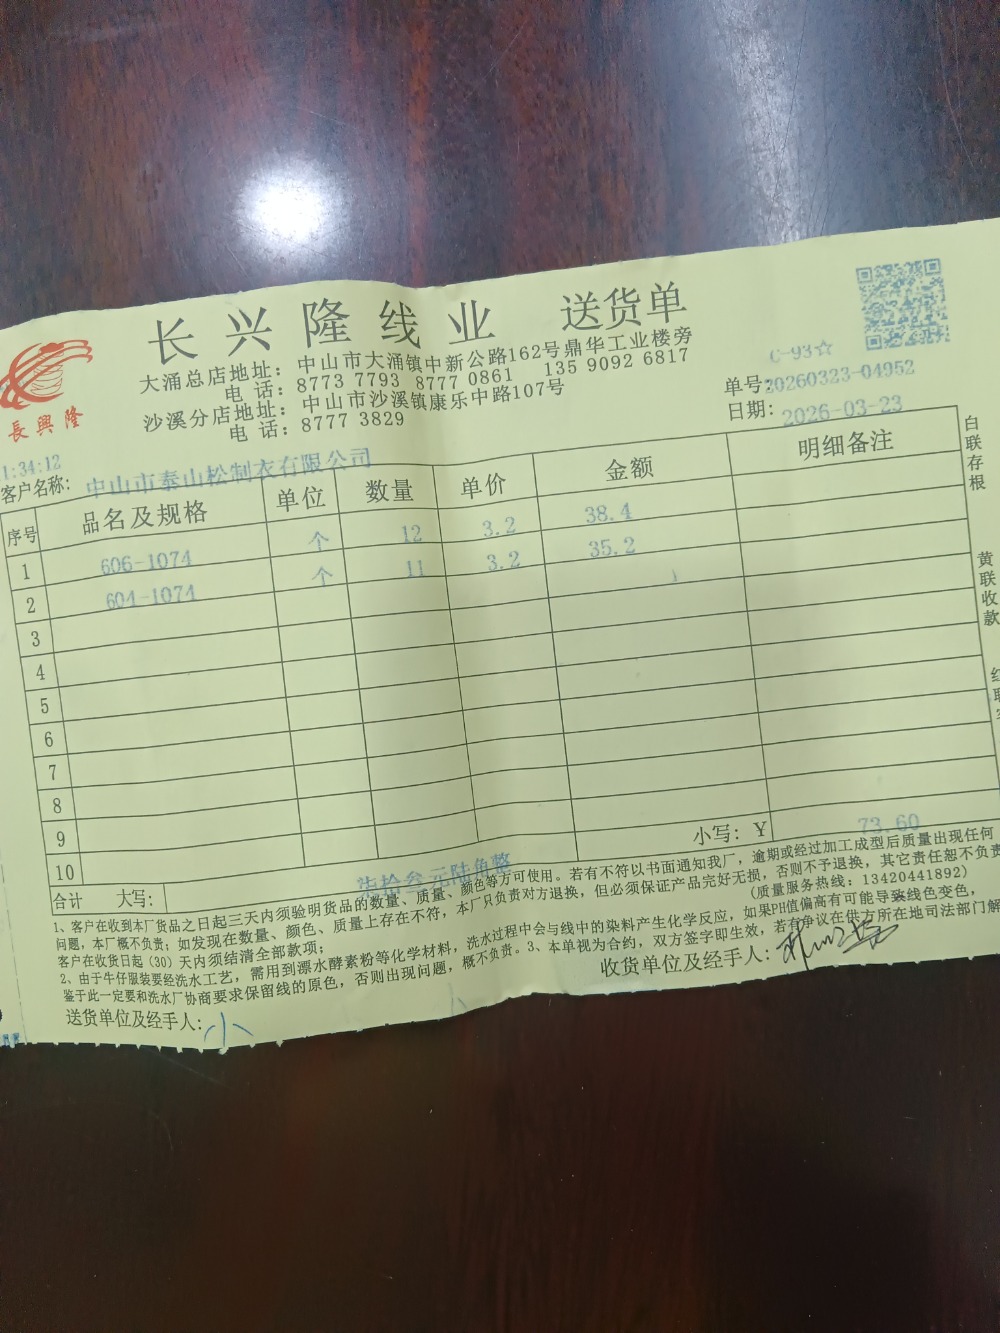 长兴隆线业 送货单
大涌总店地址：中山市大涌镇中新公路162号鼎华工业楼旁
电 话：8773 7793 8777 0861 135 9092 6817
沙溪分店地址：中山市沙溪镇康乐中路107号
电 话：8777 3829
長興隆
C-93☆
单号：20260323-04952
日期：2026-03-23
1:34:12
客户名称：中山市泰山松制衣有限公司
序号 品名及规格 单位 数量 单价 金额 明细备注
1 606-1074 个 12 3.2 38.4
2 604-1074 个 11 3.2 35.2
3
4
5
6
7
8
9
10
小写：￥ 73.60
合计 大写：柒拾叁元陆角整
1、客户在收到本厂货品之日起三天内须验明货品的数量、质量、颜色等方可使用。若有不符以书面通知我厂，逾期或经过加工成型后质量出现任何
问题，本厂概不负责；如发现在数量、颜色、质量上存在不符，本厂只负责对方退换，但必须保证产品完好无损，否则不予退换，其它责任恕不负责
客户在收货日起(30)天内须结清全部款项；
(质量服务热线：13420441892)
2、由于牛仔服装要经洗水工艺，需用到漂水酵素粉等化学材料，洗水过程中会与线中的染料产生化学反应，如果PH值偏高有可能导致线色变色，
鉴于此一定要和洗水厂协商要求保留线的原色，否则出现问题，概不负责。3、本单视为合约，双方签字即生效，若有争议在供方所在地司法部门解
送货单位及经手人：小
收货单位及经手人：
白联存根
黄联收款
红联